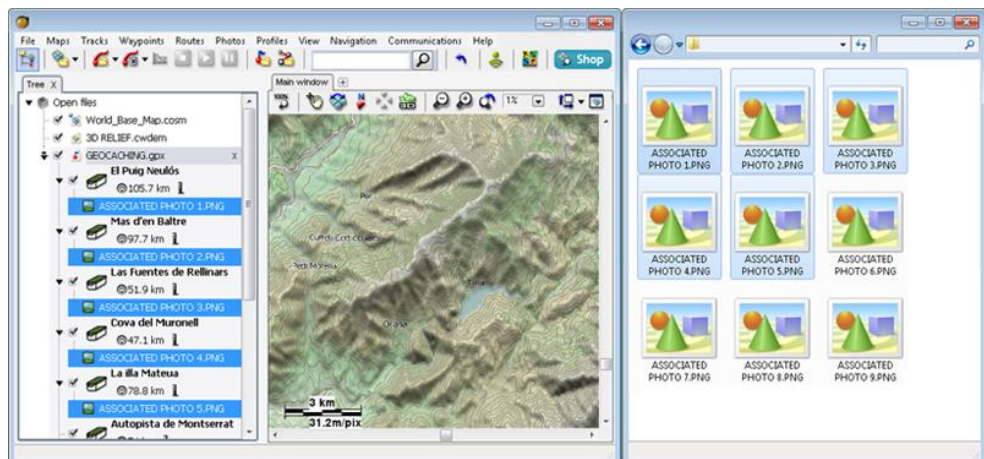 File Maps Tracks Waypoints Routes Photos Profiles View Navigation Communications Help
Shop
Tree X
Main window
100%
1%
Open files
World_Base_Map.cosm
3D RELIEF.cwdem
GEOCACHING.gpx x
El Puig Neulós
105.7 km
ASSOCIATED PHOTO 1.PNG
Mas d'en Baltre
97.7 km
ASSOCIATED PHOTO 2.PNG
Las Fuentes de Rellinars
51.9 km
ASSOCIATED PHOTO 3.PNG
Cova del Muronell
47.1 km
ASSOCIATED PHOTO 4.PNG
La illa Mateua
78.8 km
ASSOCIATED PHOTO 5.PNG
Autopista de Montserrat
Tilla
Orana
3 km
31.2m/pix
ASSOCIATED
PHOTO 1.PNG
ASSOCIATED
PHOTO 2.PNG
ASSOCIATED
PHOTO 3.PNG
ASSOCIATED
PHOTO 4.PNG
ASSOCIATED
PHOTO 5.PNG
ASSOCIATED
PHOTO 6.PNG
ASSOCIATED
PHOTO 7.PNG
ASSOCIATED
PHOTO 8.PNG
ASSOCIATED
PHOTO 9.PNG